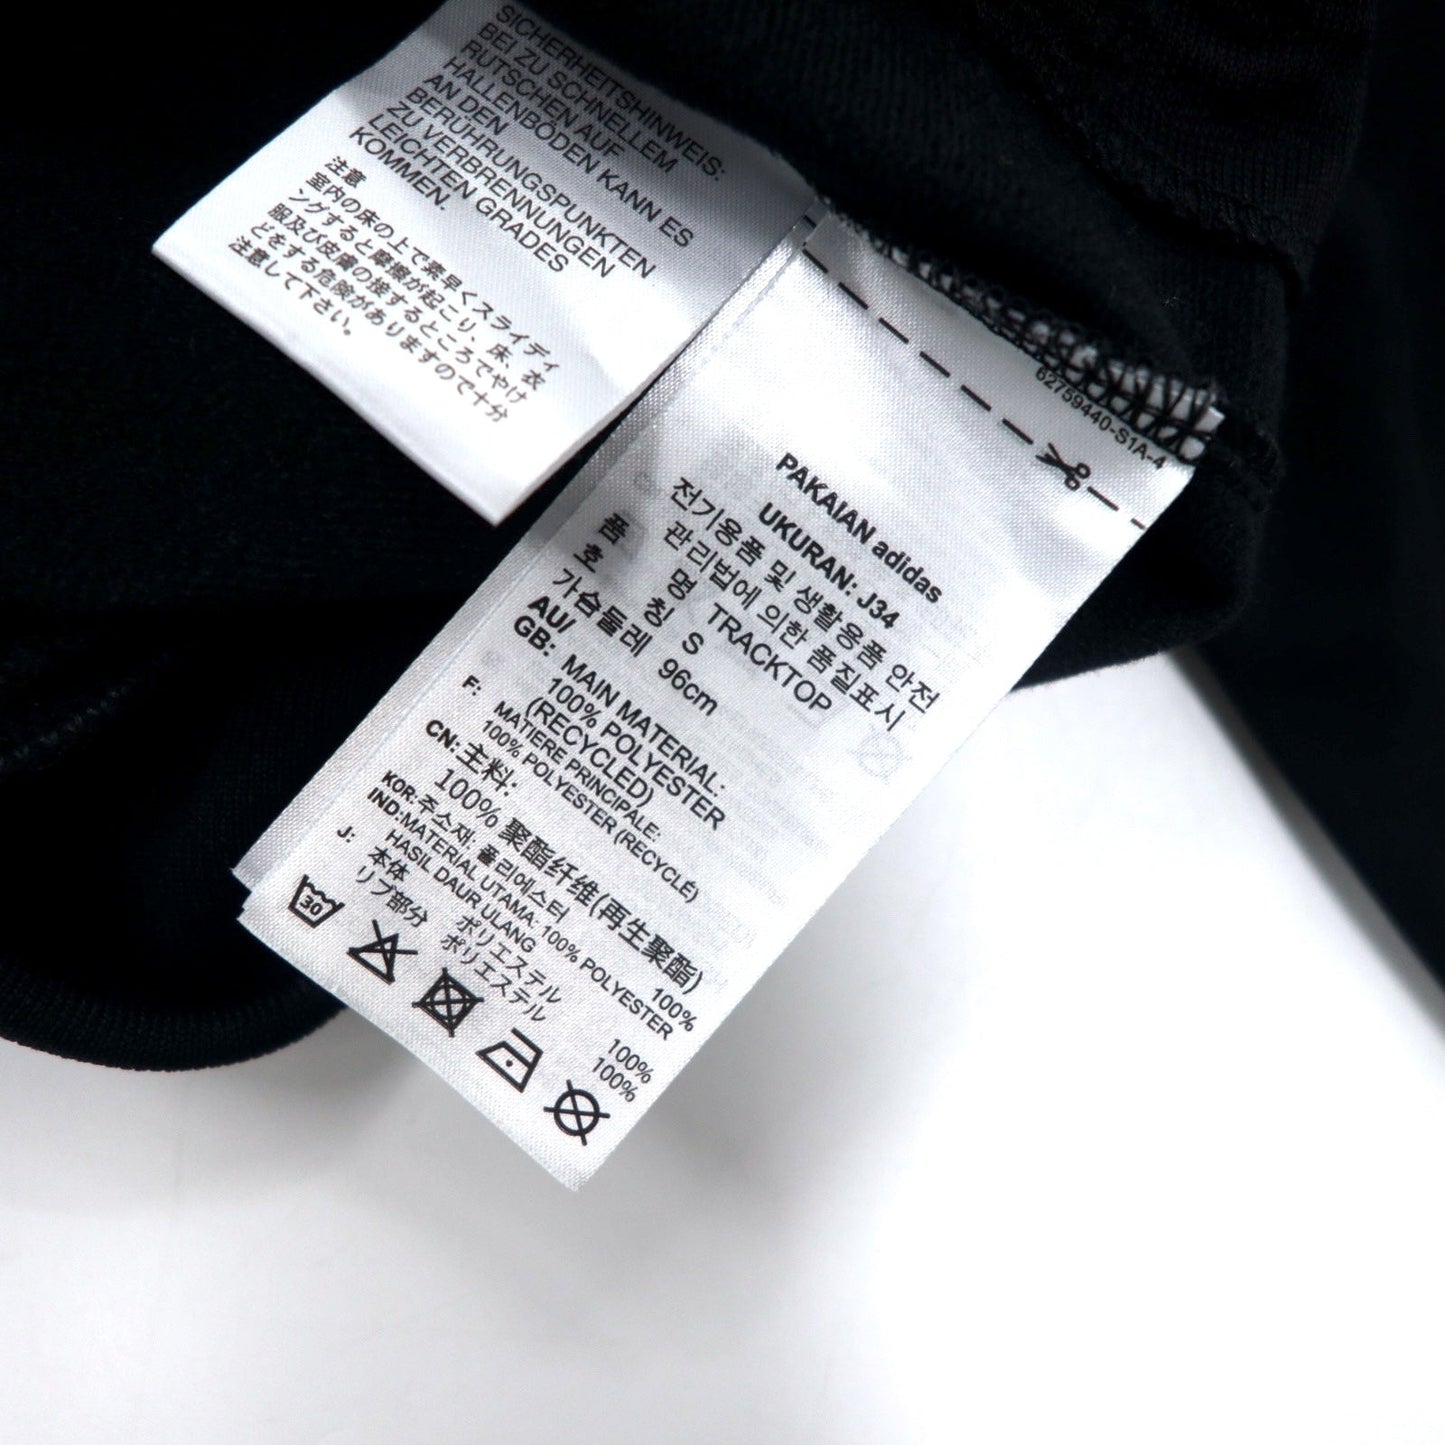 SICHERHEITSHINWEIS:
BEI ZU SCHNELLEM
RUTSCHEN AUF
HALLENBÖDEN KANN ES
AN DEN
BERÜHRUNGSPUNKTEN
ZU VERBRENNUNGEN
LEICHTEN GRADES
KOMMEN.
注意
室内の床の上で素早くスライディ
ングすると摩擦が起こり、床、衣
服及び皮膚の接するところでやけ
どをする危険がありますので十分
注意して下さい。
62759440-S1A-4
PAKAIAN adidas
UKURAN: J34
전기용품 및 생활용품 안전
관리법에 의한 품질표시
품 명 TRACKTOP
호 칭 S
가슴둘레 96cm
AU/
GB: MAIN MATERIAL:
100% POLYESTER
(RECYCLED)
F: MATIERE PRINCIPALE:
100% POLYESTER (RECYCLÉ)
CN: 主料:
100% 聚酯纤维(再生聚酯)
KOR: 주소재: 폴리에스터 100%
IND:MATERIAL UTAMA: 100% POLYESTER
HASIL DAUR ULANG
J: 本体 ポリエステル 100%
リブ部分 ポリエステル 100%
30